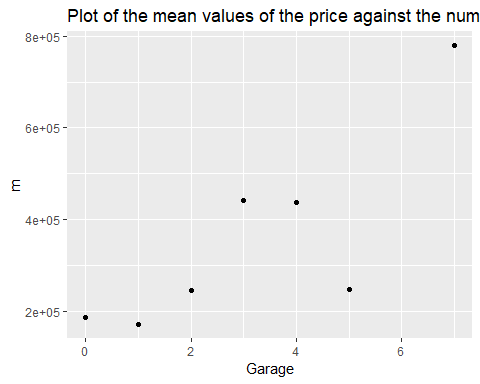 Plot of the mean values of the price against the num
8e+05
6e+05
m
4e+05
2e+05
0 2 4 6
Garage